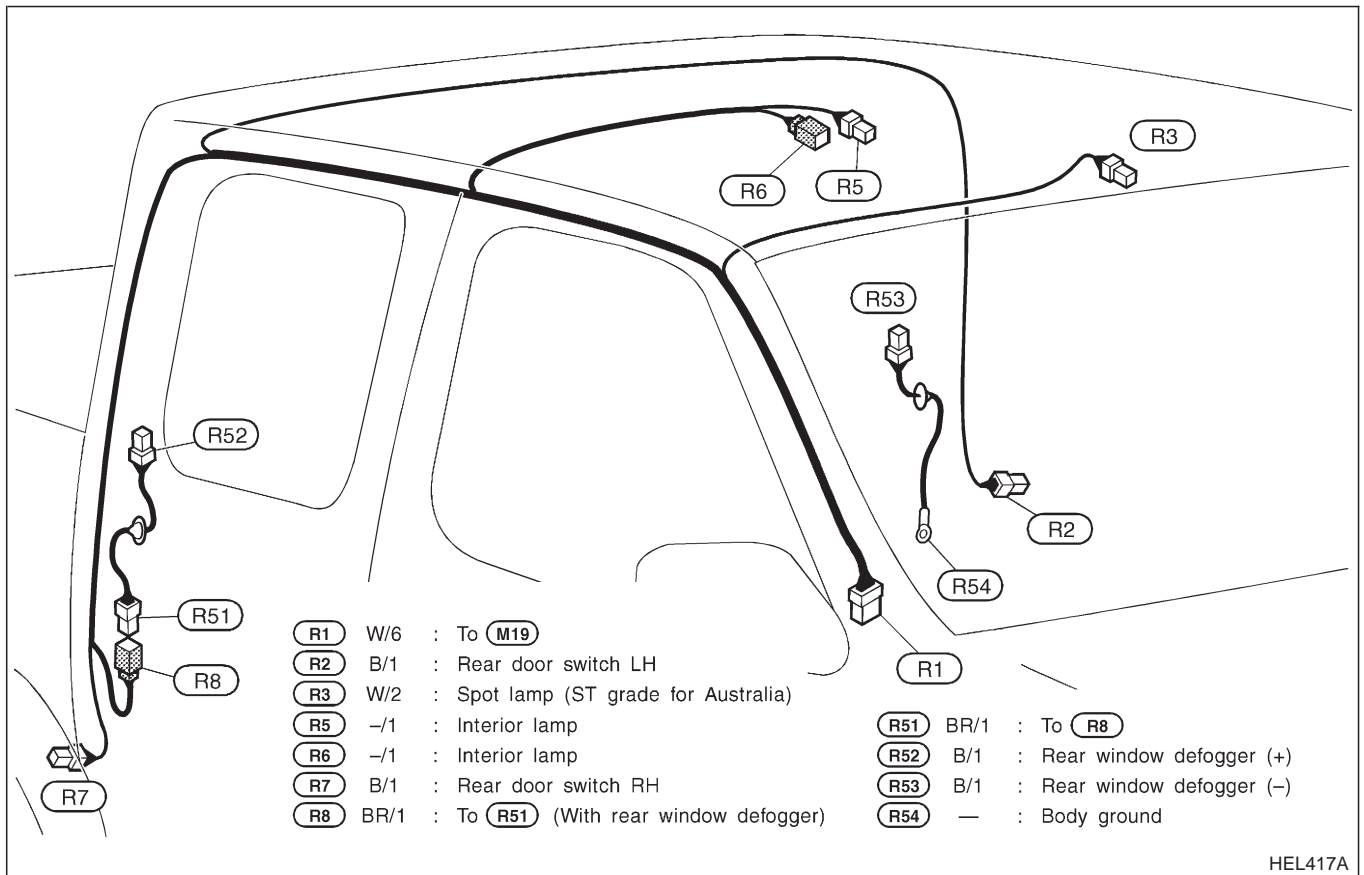 R3
R6
R5
R53
R52
R2
R54
R51
R1
R8
R7
R1 W/6 : To M19
R2 B/1 : Rear door switch LH
R3 W/2 : Spot lamp (ST grade for Australia)
R5 –/1 : Interior lamp
R6 –/1 : Interior lamp
R7 B/1 : Rear door switch RH
R8 BR/1 : To R51 (With rear window defogger)
R51 BR/1 : To R8
R52 B/1 : Rear window defogger (+)
R53 B/1 : Rear window defogger (–)
R54 — : Body ground
HEL417A